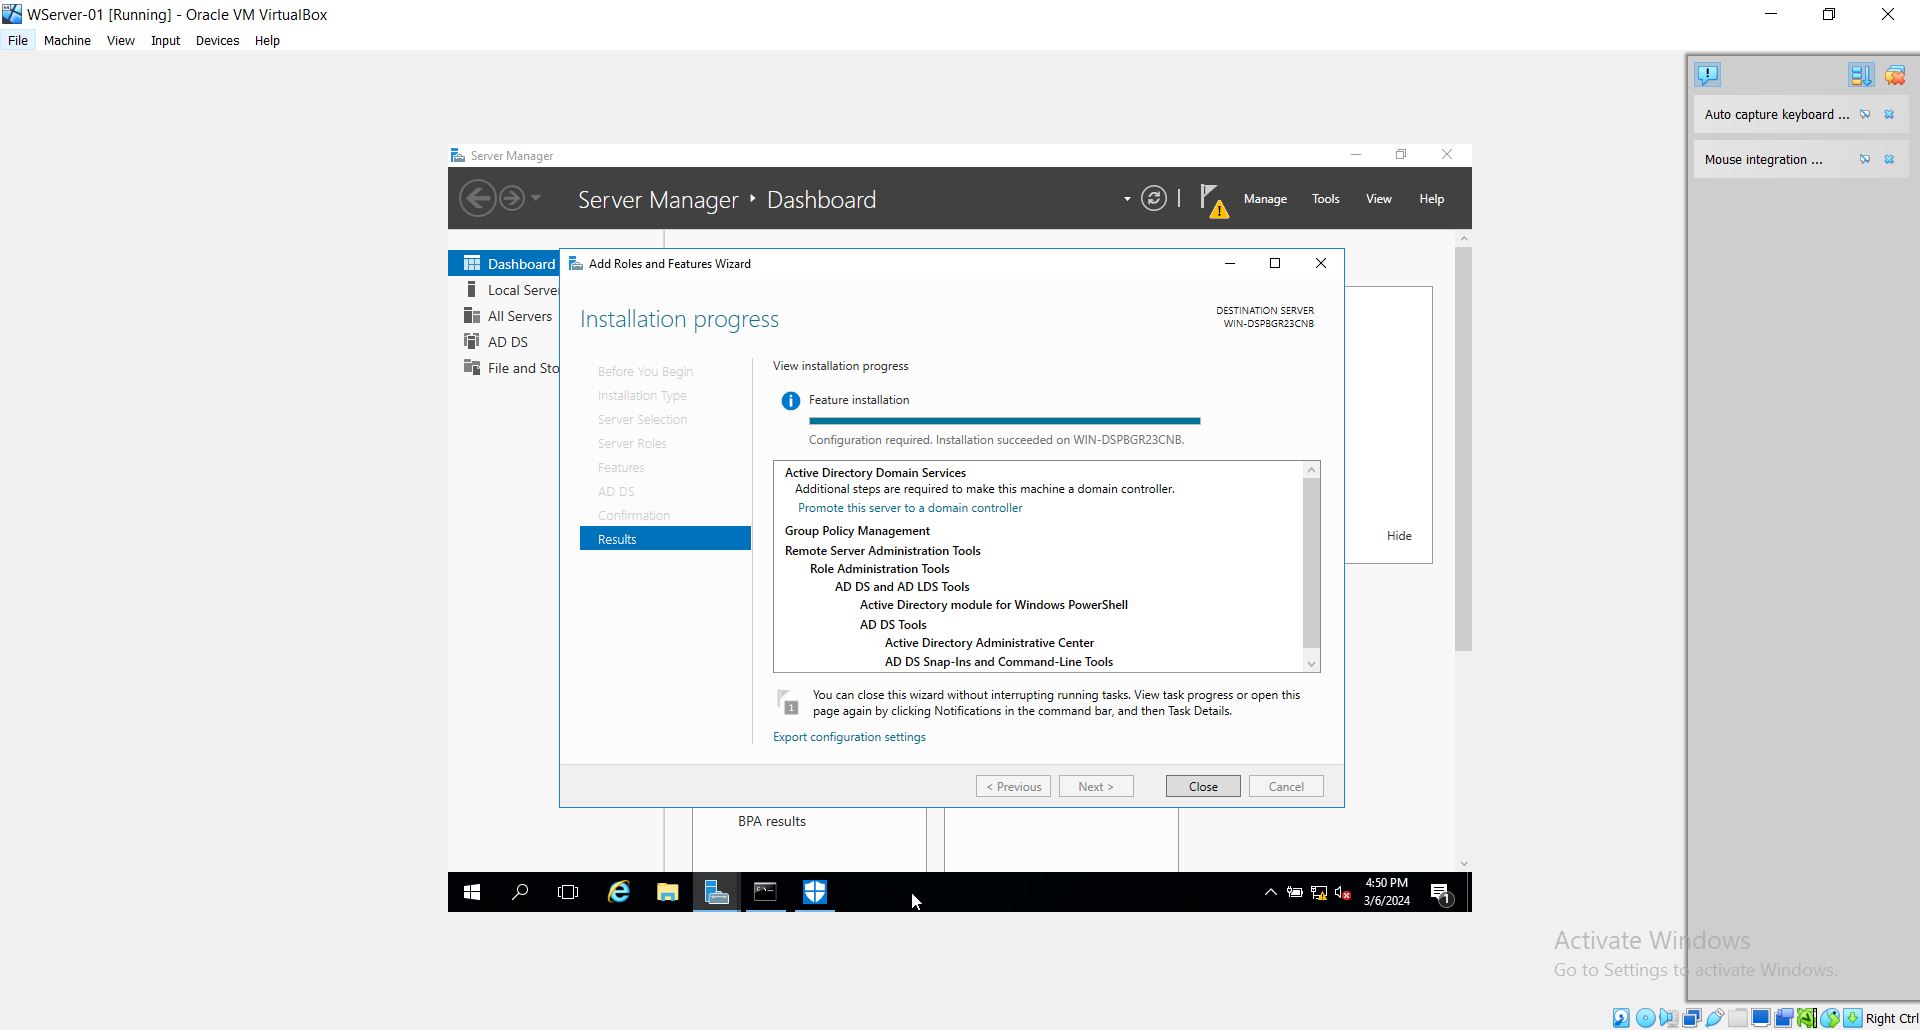 WServer-01 [Running] - Oracle VM VirtualBox
File Machine View Input Devices Help
Auto capture keyboard ...
Mouse integration ...
Server Manager
Server Manager ‣ Dashboard
Manage Tools View Help
Dashboard
Local Serve
All Servers
AD DS
File and Sto
Add Roles and Features Wizard
Installation progress
DESTINATION SERVER
WIN-DSPBGR23CNB
Before You Begin
Installation Type
Server Selection
Server Roles
Features
AD DS
Confirmation
Results
View installation progress
Feature installation
Configuration required. Installation succeeded on WIN-DSPBGR23CNB.
Active Directory Domain Services
Additional steps are required to make this machine a domain controller.
Promote this server to a domain controller
Group Policy Management
Remote Server Administration Tools
Role Administration Tools
AD DS and AD LDS Tools
Active Directory module for Windows PowerShell
AD DS Tools
Active Directory Administrative Center
AD DS Snap-Ins and Command-Line Tools
1
You can close this wizard without interrupting running tasks. View task progress or open this
page again by clicking Notifications in the command bar, and then Task Details.
Export configuration settings
< Previous Next > Close Cancel
Hide
BPA results
4:50 PM
3/6/2024
1
Activate Windows
Go to Settings to activate Windows.
Right Ctrl